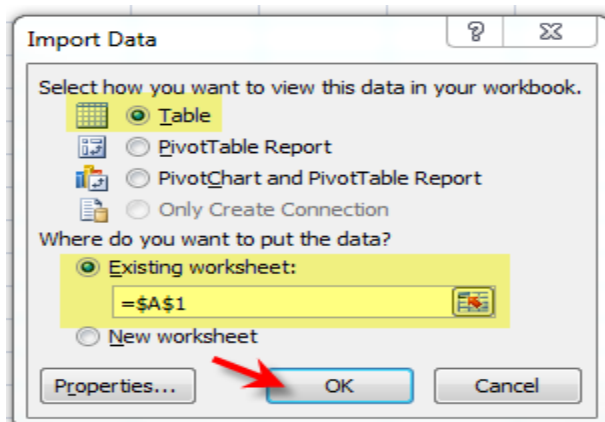 Import Data
Select how you want to view this data in your workbook.
Table
PivotTable Report
PivotChart and PivotTable Report
Only Create Connection
Where do you want to put the data?
Existing worksheet:
=$A$1
New worksheet
Properties... OK Cancel